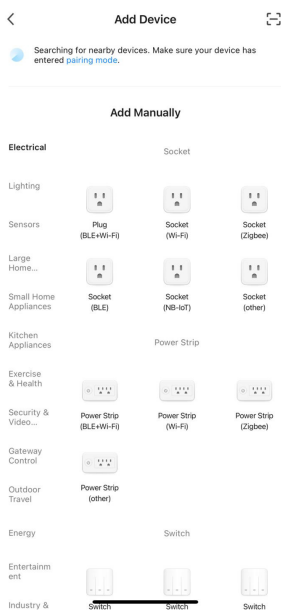 Add Device
Searching for nearby devices. Make sure your device has
entered pairing mode.
Add Manually
Electrical
Lighting
Sensors
Large
Home...
Small Home
Appliances
Kitchen
Appliances
Exercise
& Health
Security &
Video...
Gateway
Control
Outdoor
Travel
Energy
Entertainm
ent
Industry &
Socket
Plug
(BLE+Wi-Fi)
Socket
(Wi-Fi)
Socket
(Zigbee)
Socket
(BLE)
Socket
(NB-IoT)
Socket
(other)
Power Strip
Power Strip
(BLE+Wi-Fi)
Power Strip
(Wi-Fi)
Power Strip
(Zigbee)
Power Strip
(other)
Switch
Switch
Switch
Switch